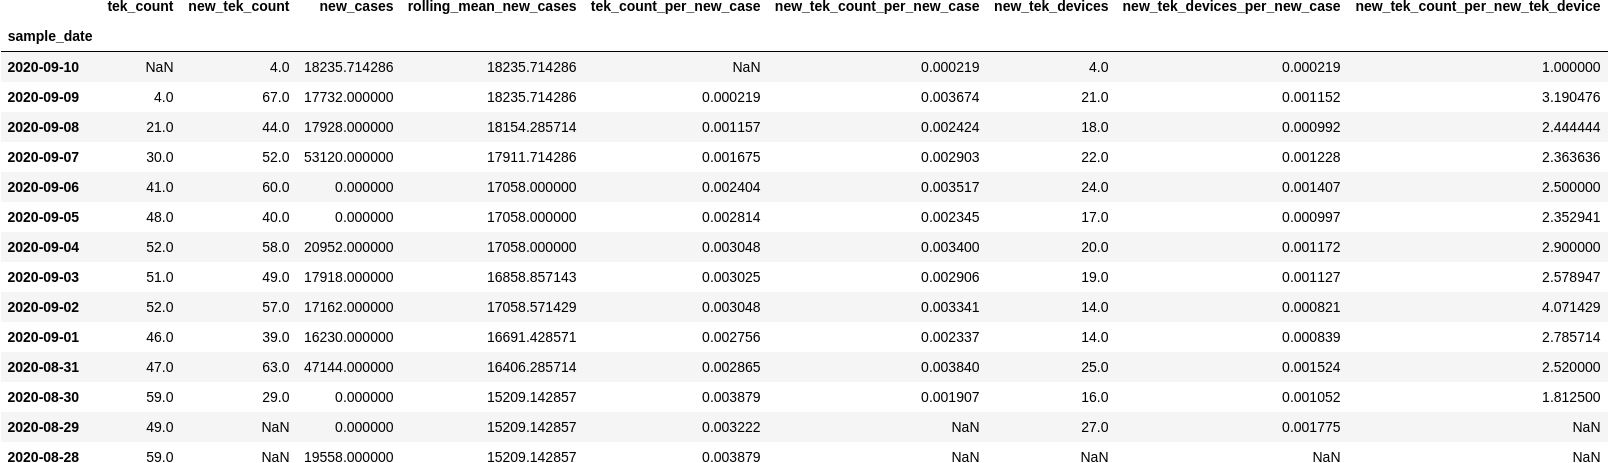 tek_count new_tek_count new_cases rolling_mean_new_cases tek_count_per_new_case new_tek_count_per_new_case new_tek_devices new_tek_devices_per_new_case new_tek_count_per_new_tek_device
sample_date
2020-09-10 NaN 4.0 18235.714286 18235.714286 NaN 0.000219 4.0 0.000219 1.000000
2020-09-09 4.0 67.0 17732.000000 18235.714286 0.000219 0.003674 21.0 0.001152 3.190476
2020-09-08 21.0 44.0 17928.000000 18154.285714 0.001157 0.002424 18.0 0.000992 2.444444
2020-09-07 30.0 52.0 53120.000000 17911.714286 0.001675 0.002903 22.0 0.001228 2.363636
2020-09-06 41.0 60.0 0.000000 17058.000000 0.002404 0.003517 24.0 0.001407 2.500000
2020-09-05 48.0 40.0 0.000000 17058.000000 0.002814 0.002345 17.0 0.000997 2.352941
2020-09-04 52.0 58.0 20952.000000 17058.000000 0.003048 0.003400 20.0 0.001172 2.900000
2020-09-03 51.0 49.0 17918.000000 16858.857143 0.003025 0.002906 19.0 0.001127 2.578947
2020-09-02 52.0 57.0 17162.000000 17058.571429 0.003048 0.003341 14.0 0.000821 4.071429
2020-09-01 46.0 39.0 16230.000000 16691.428571 0.002756 0.002337 14.0 0.000839 2.785714
2020-08-31 47.0 63.0 47144.000000 16406.285714 0.002865 0.003840 25.0 0.001524 2.520000
2020-08-30 59.0 29.0 0.000000 15209.142857 0.003879 0.001907 16.0 0.001052 1.812500
2020-08-29 49.0 NaN 0.000000 15209.142857 0.003222 NaN 27.0 0.001775 NaN
2020-08-28 59.0 NaN 19558.000000 15209.142857 0.003879 NaN NaN NaN NaN